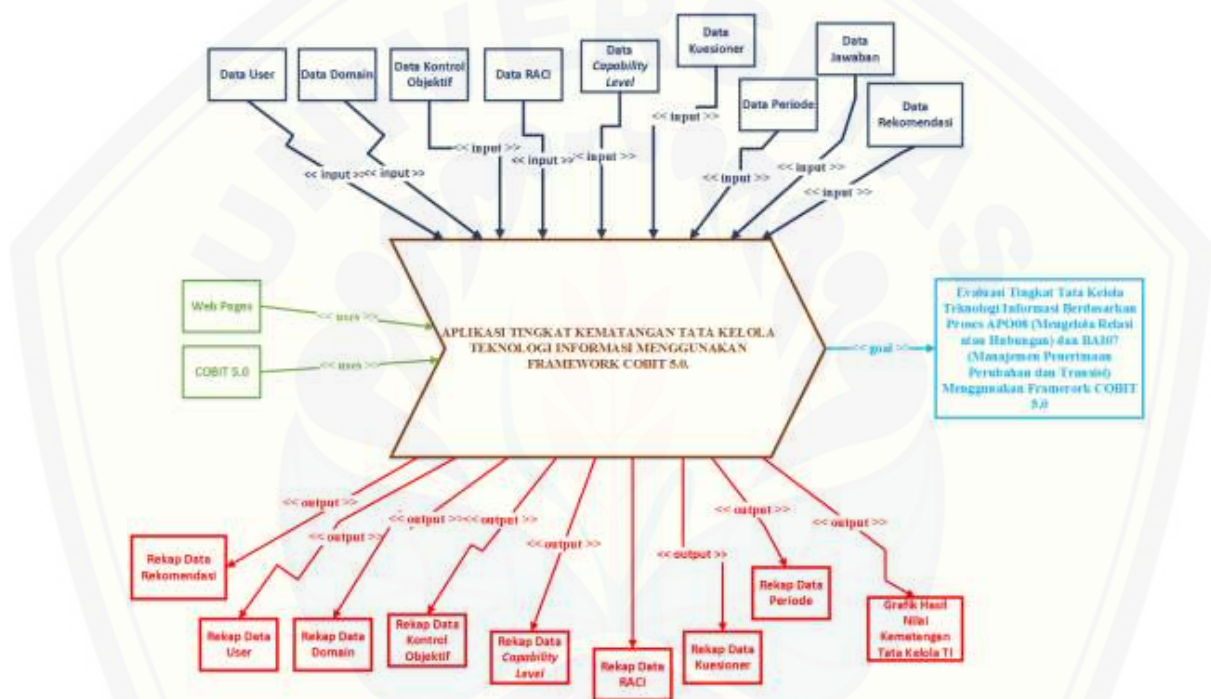 UNIVERSITAS
Data User
Data Domain
Data Kontrol
Objektif
Data RACI
Data
Capability
Level
Data
Kuesioner
Data Periode
Data
Jawaban
Data
Rekomendasi
<< input >>
<< input >>
<< input >>
<< input >>
<< input >>
<< input >>
<< input >>
<< input >>
<< input >>
Web Pages
<< uses >>
COBIT 5.0
<< uses >>
APLIKASI TINGKAT KEMATANGAN TATA KELOLA
TEKNOLOGI INFORMASI MENGGUNAKAN
FRAMEWORK COBIT 5.0.
<< goal >>
Evaluasi Tingkat Tata Kelola
Teknologi Informasi Berdasarkan
Proses APO08 (Mengelola Relasi
atau Hubungan) dan BAI07
(Manajemen Penerimaan
Perubahan dan Transisi)
Menggunakan Framerork COBIT
5.0
<< output >>
<< output >>
<< output >>
<< output >>
<< output >>
<< output >>
<< output >>
<< output >>
Rekap Data
Rekomendasi
Rekap Data
User
Rekap Data
Domain
Rekap Data
Kontrol
Objektif
Rekap Data
Capability
Level
Rekap Data
RACI
Rekap Data
Kuesioner
Rekap Data
Periode
Grafik Hasil
Nilai
Kematangan
Tata Kelola TI